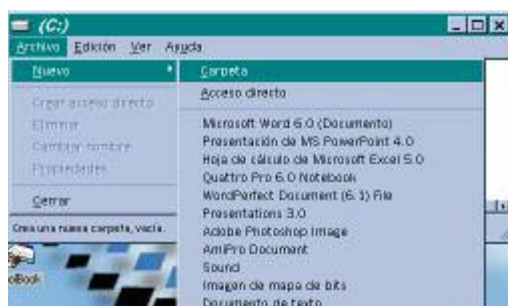 (C:)
Archivo Edición Ver Ayuda
Nuevo
Crear acceso directo
Eliminar
Cambiar nombre
Propiedades
Cerrar
Crea una nueva carpeta, vacía.
Carpeta
Acceso directo
Microsoft Word 6.0 (Documento)
Presentación de MS PowerPoint 4.0
Hoja de cálculo de Microsoft Excel 5.0
Quattro Pro 6.0 Notebook
WordPerfect Document (6.1) File
Presentations 3.0
Adobe Photoshop Image
AmiPro Document
Sound
Imagen de mapa de bits
Documento de texto